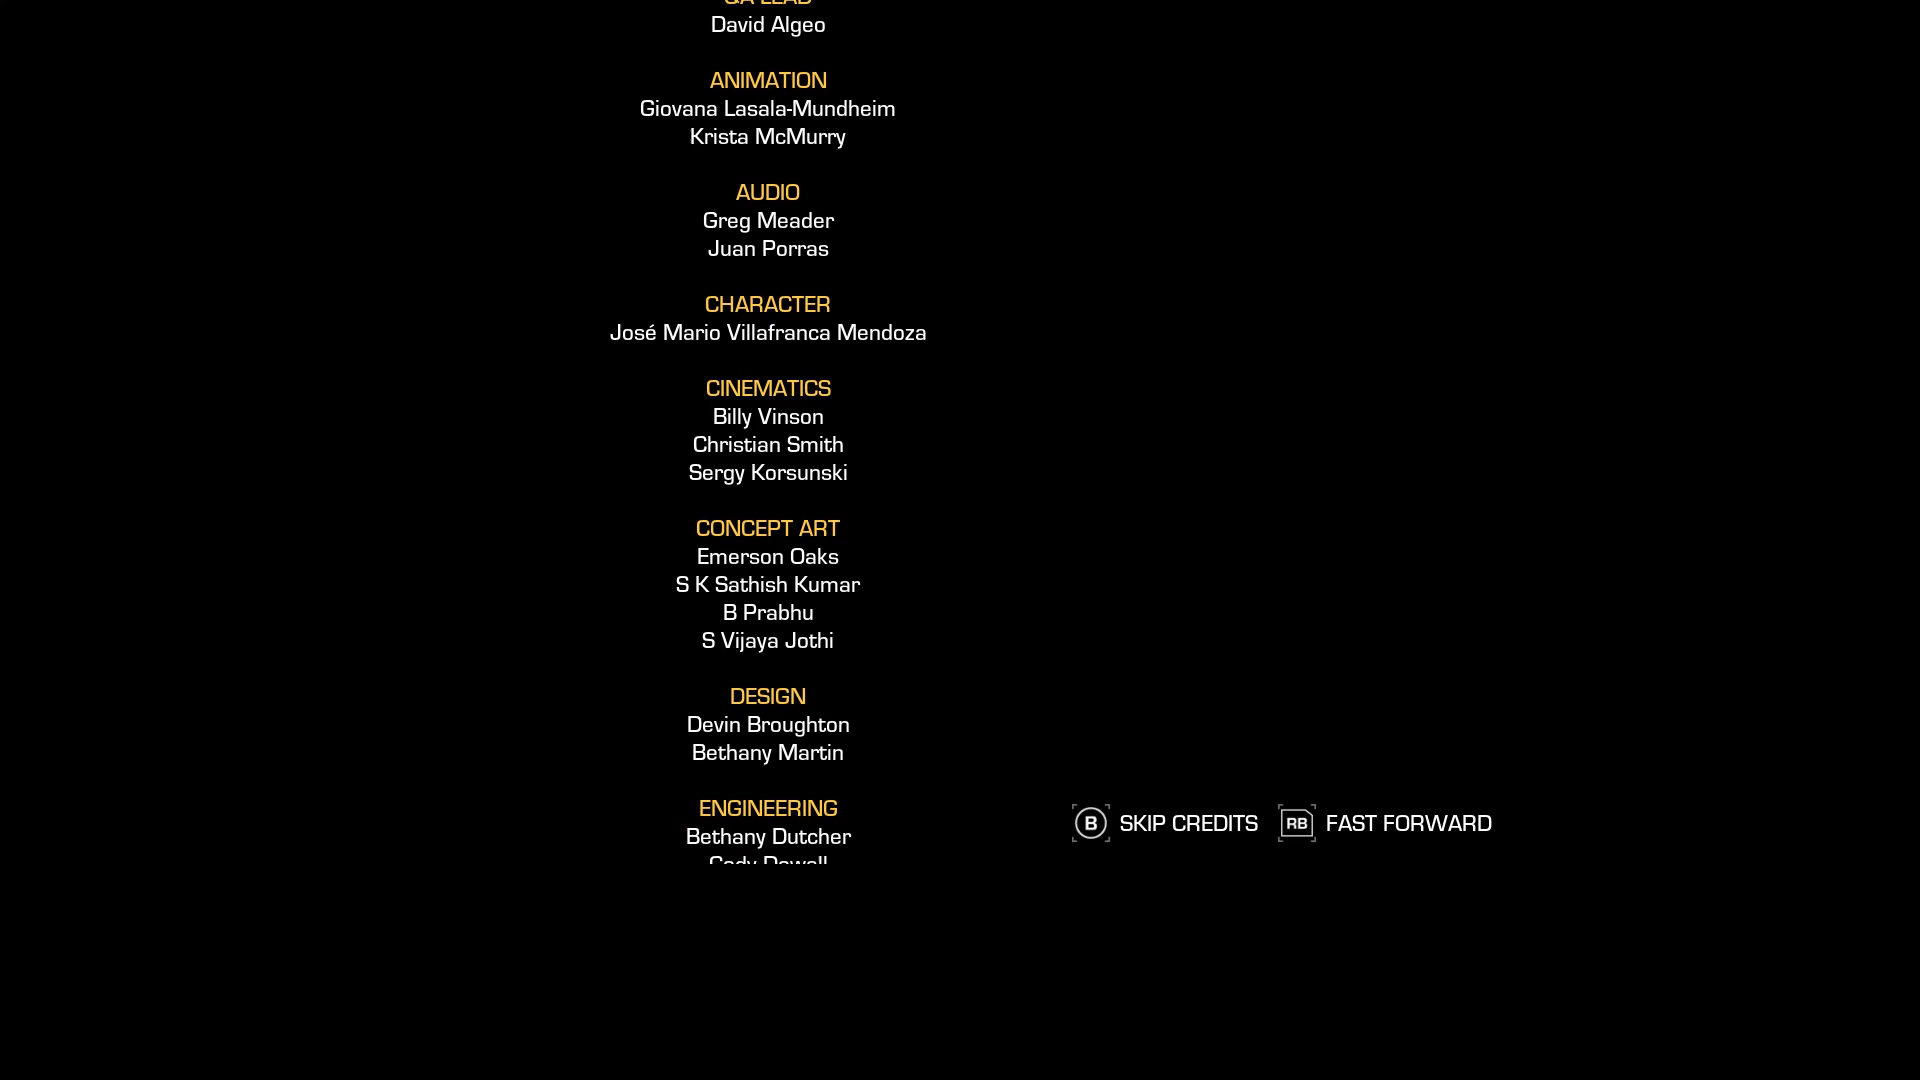 QA LEAD
David Algeo
ANIMATION
Giovana Lasala-Mundheim
Krista McMurry
AUDIO
Greg Meader
Juan Porras
CHARACTER
José Mario Villafranca Mendoza
CINEMATICS
Billy Vinson
Christian Smith
Sergy Korsunski
CONCEPT ART
Emerson Oaks
S K Sathish Kumar
B Prabhu
S Vijaya Jothi
DESIGN
Devin Broughton
Bethany Martin
ENGINEERING
Bethany Dutcher
B SKIP CREDITS RB FAST FORWARD